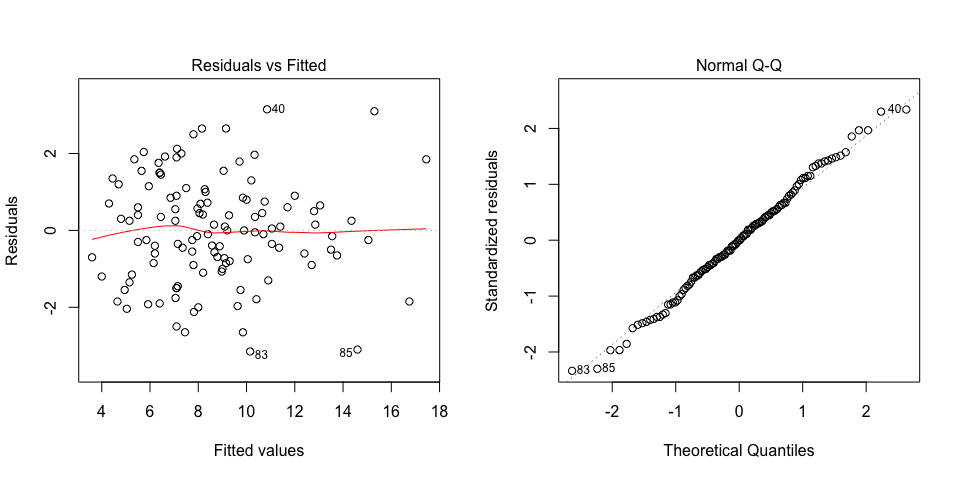 Residuals vs Fitted
Residuals
2
0
-2
40
83
85
4 6 8 10 12 14 16 18
Fitted values
Normal Q-Q
Standardized residuals
2
1
0
-1
-2
40
83
85
-2 -1 0 1 2
Theoretical Quantiles